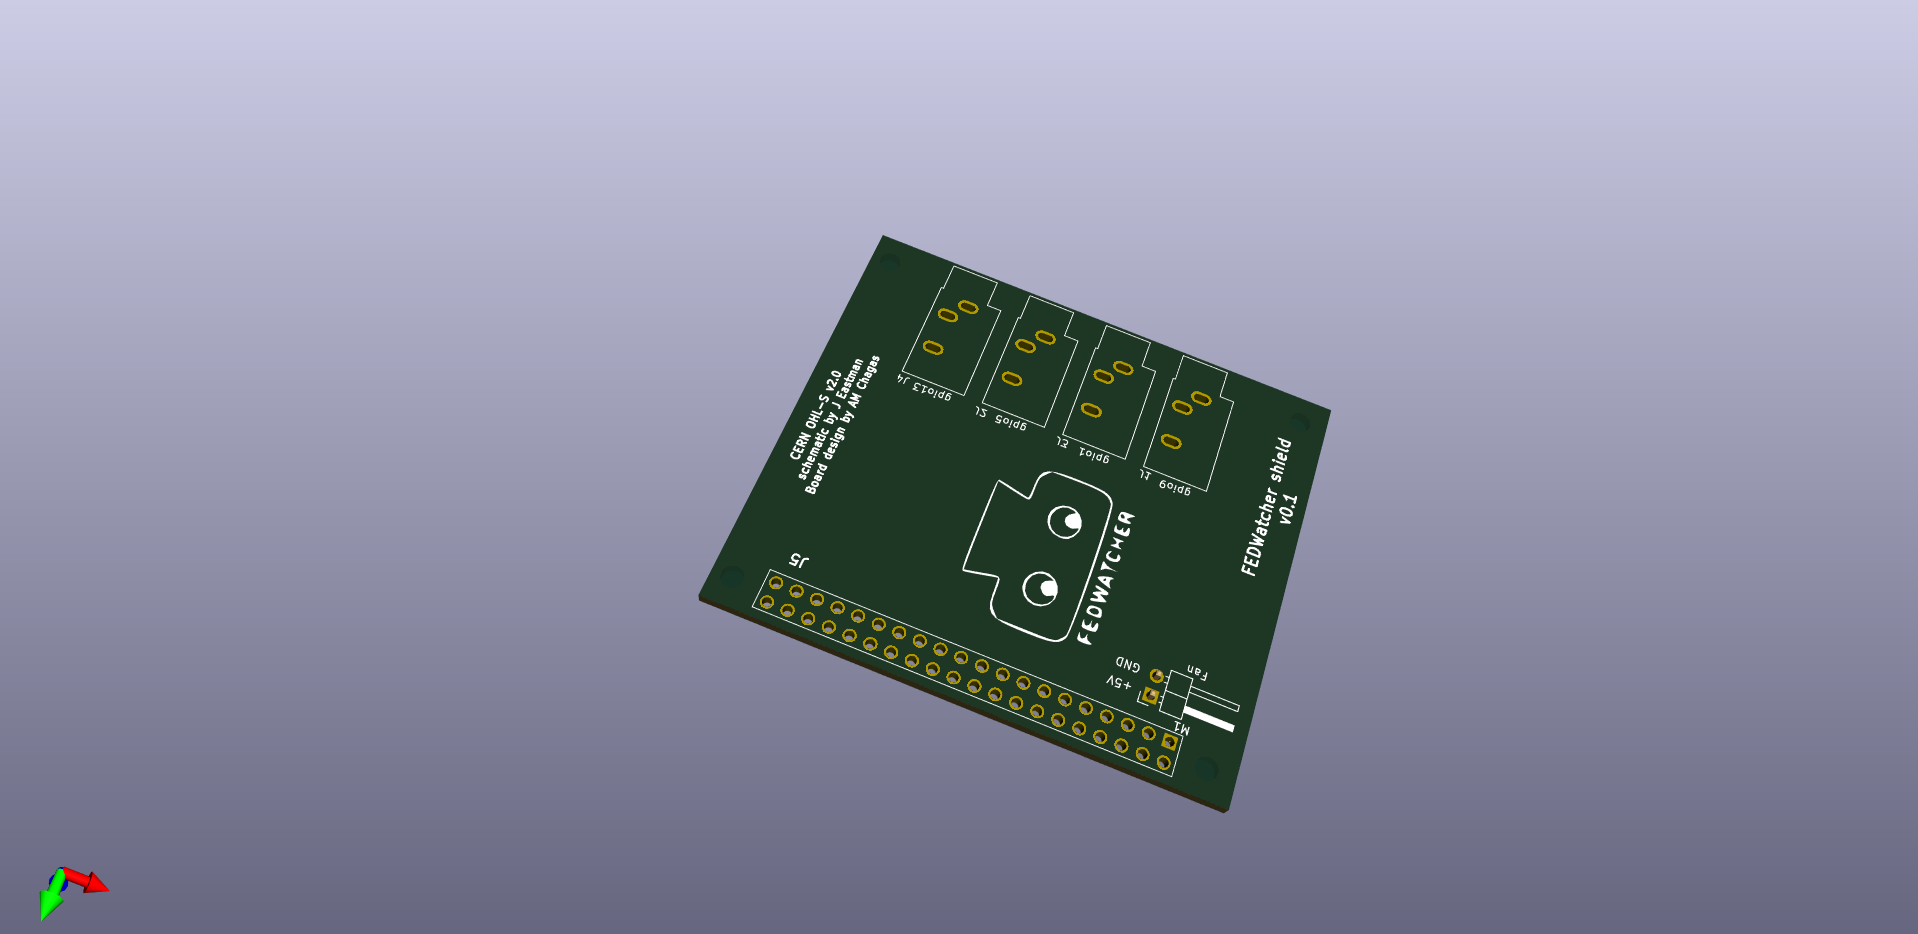 CERN OHL-S v2.0
schematic by J Eastman
Board design by AM Chagas
gpio13 J4
gpio5 J2
gpio1 J3
gpio9 J1
FEDWatcher shield
v0.1
FEDWATCHER
J5
GND
+5V
Fan
M1